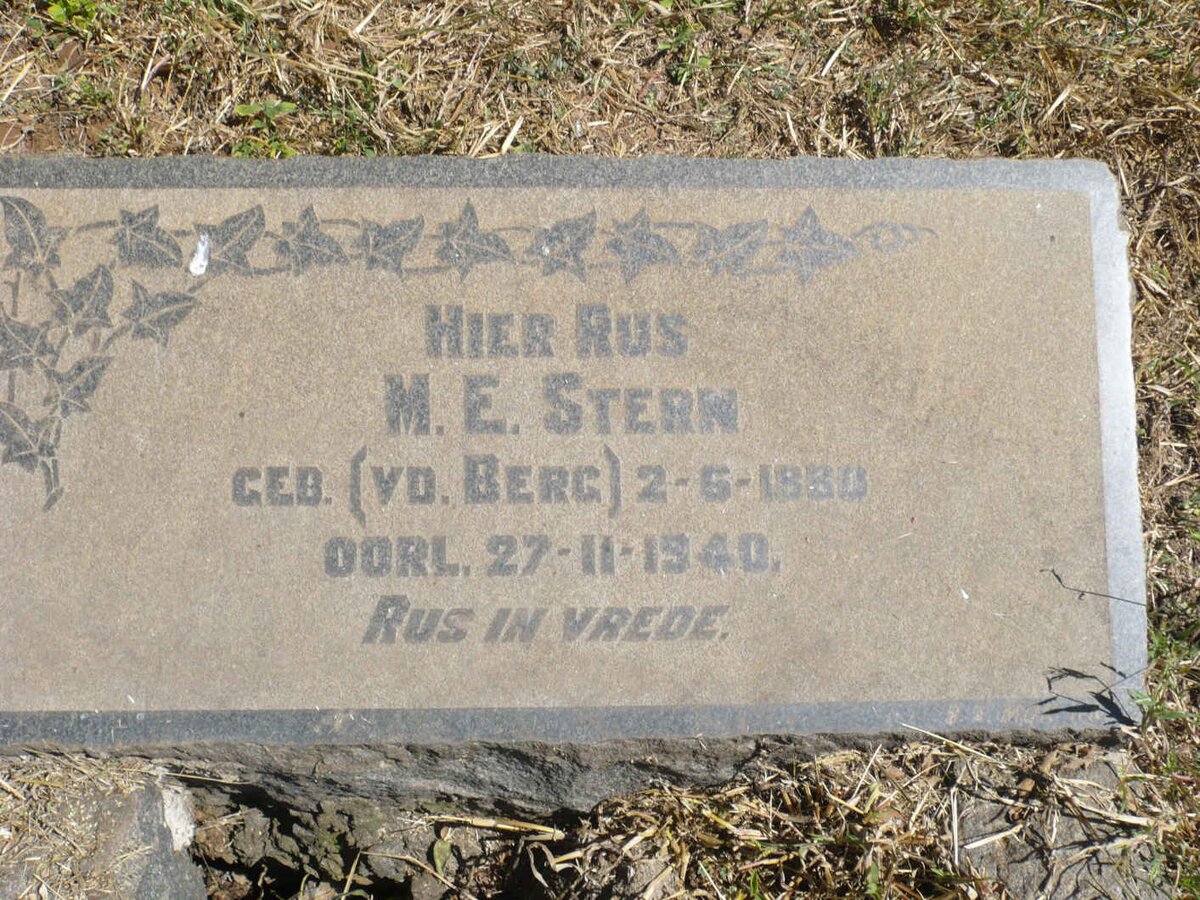 HIER RUS
M. E. STERN
GEB. (VD. BERG) 2-6-1880
OORL. 27-11-1940.
RUS IN VREDE.